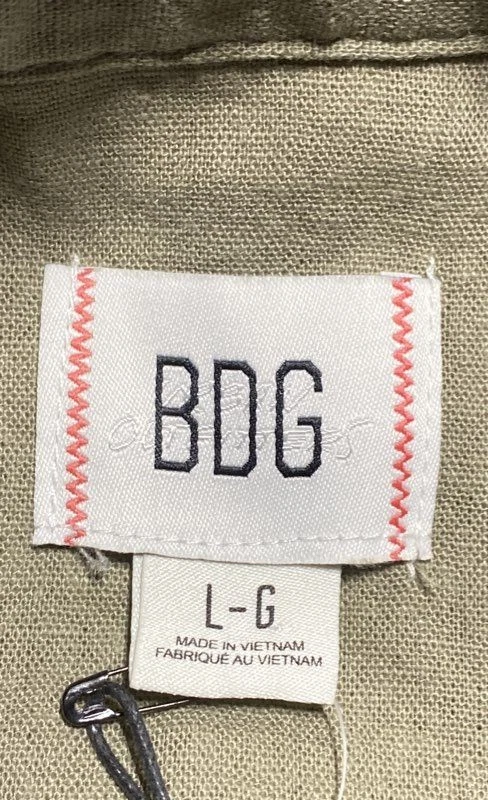 BDG
L-G
MADE IN VIETNAM
FABRIQUÉ AU VIETNAM